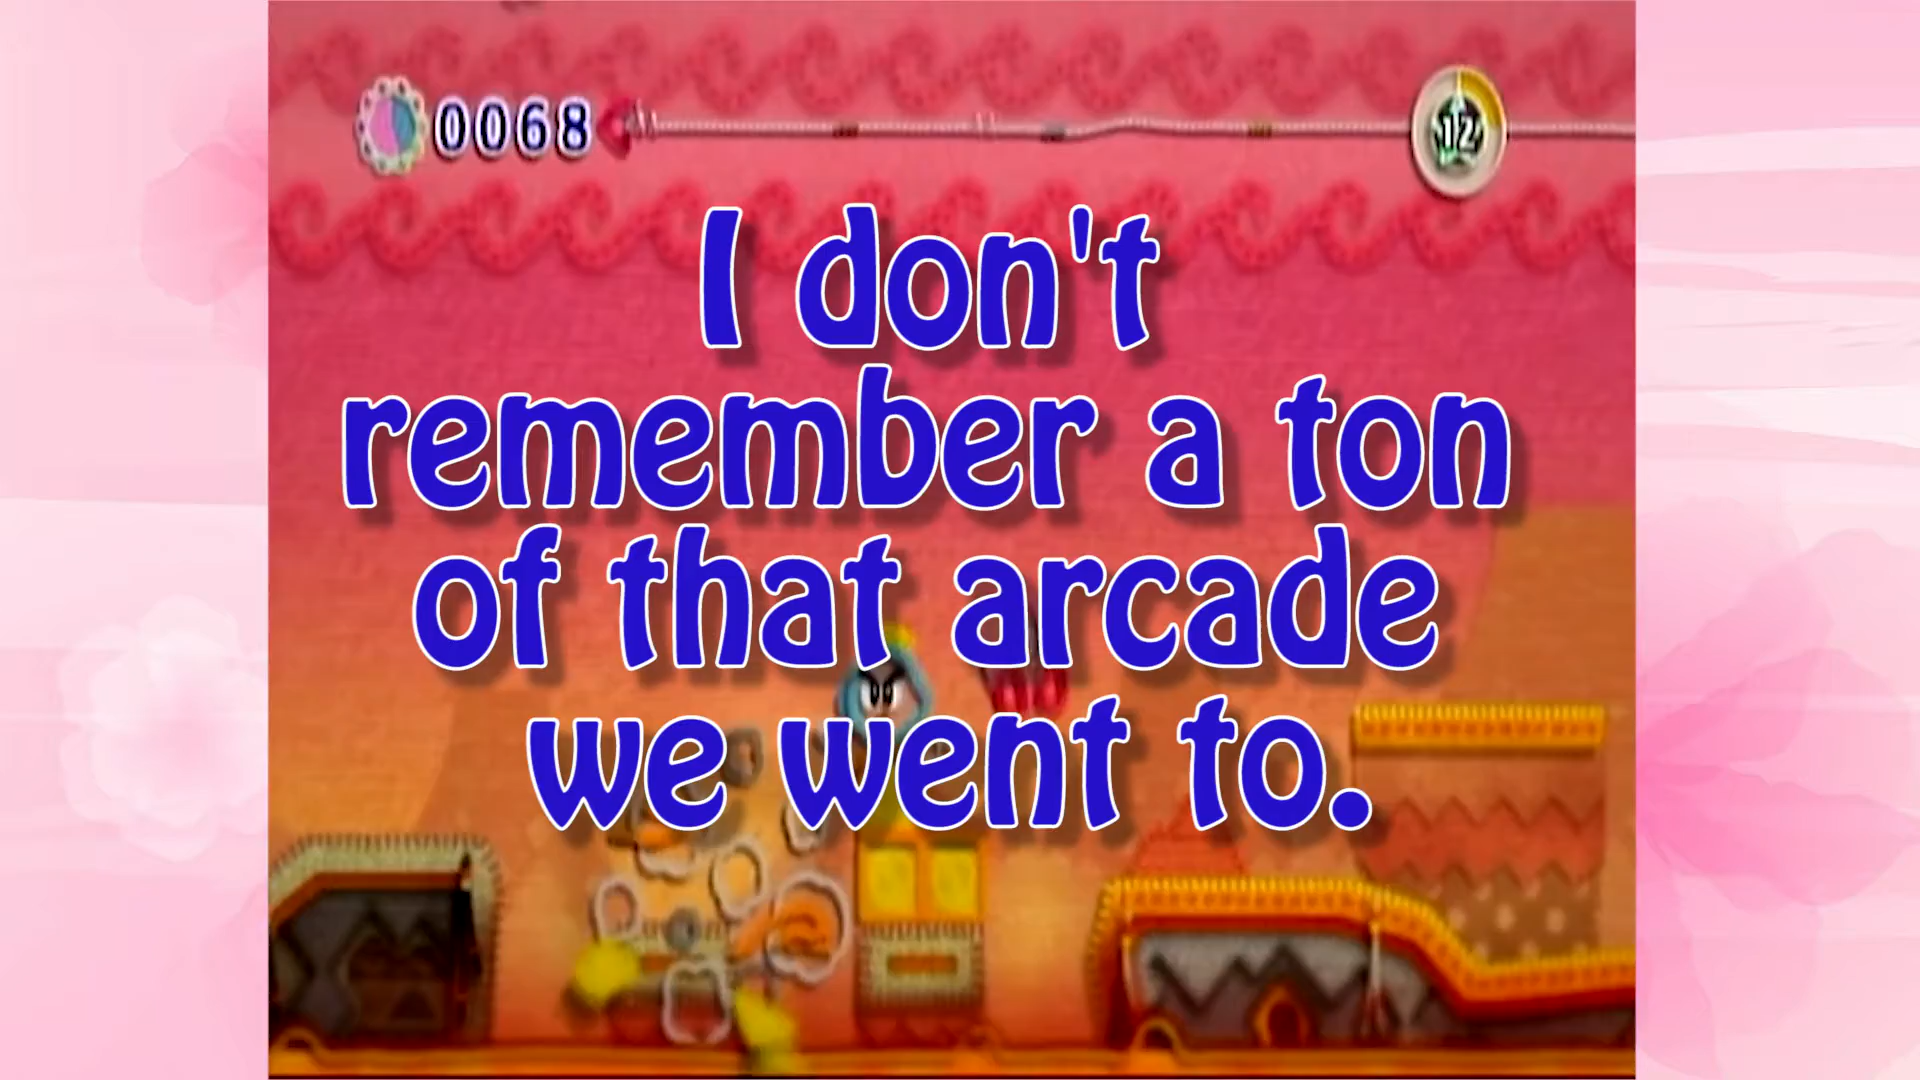 0068
12
I don't
remember a ton
of that arcade
we went to.